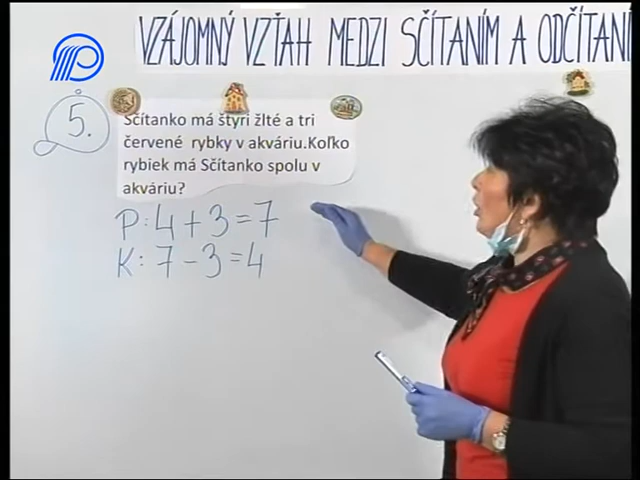 VZÁJOMNÝ VZŤAH MEDZI SČÍTANÍM A ODČÍTANÍ
5.
Sčítanko má štyri žlté a tri
červené rybky v akváriu.Koľko
rybiek má Sčítanko spolu v
akváriu?
P: 4 + 3 = 7
K: 7 - 3 = 4